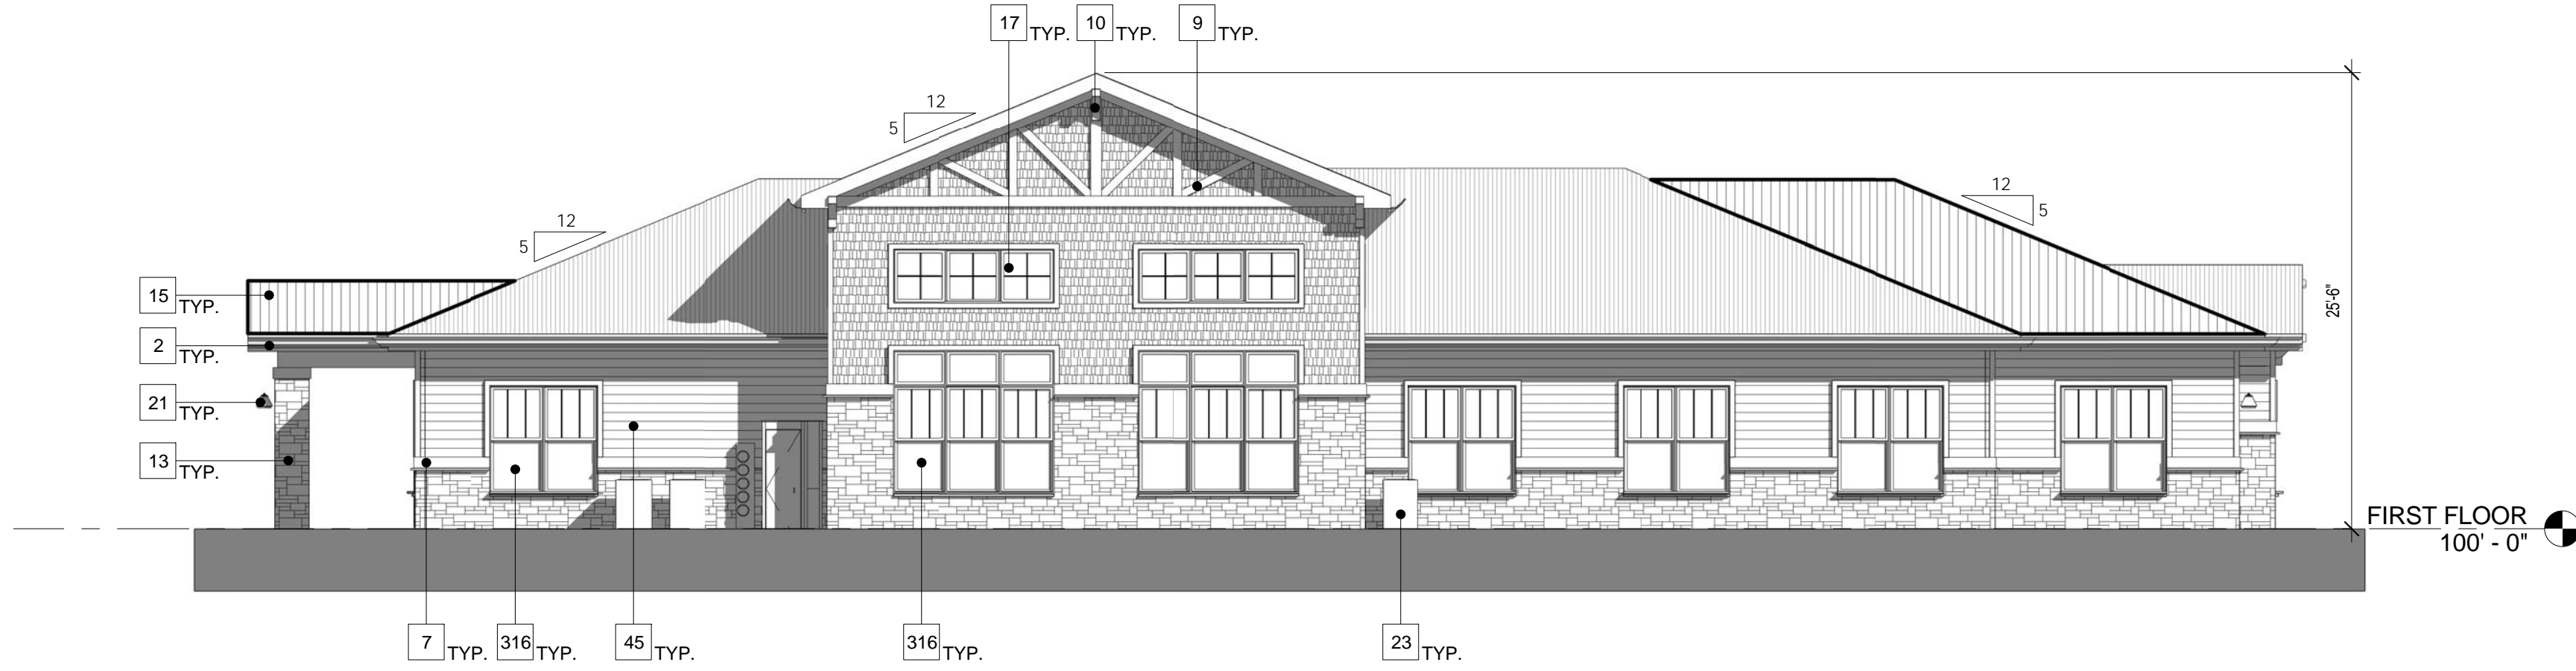 17 TYP.
10 TYP.
9 TYP.
12
5
12
5
12
5
15 TYP.
2 TYP.
21 TYP.
13 TYP.
25'-6"
FIRST FLOOR
100' - 0"
7 TYP.
316 TYP.
45 TYP.
316 TYP.
23 TYP.